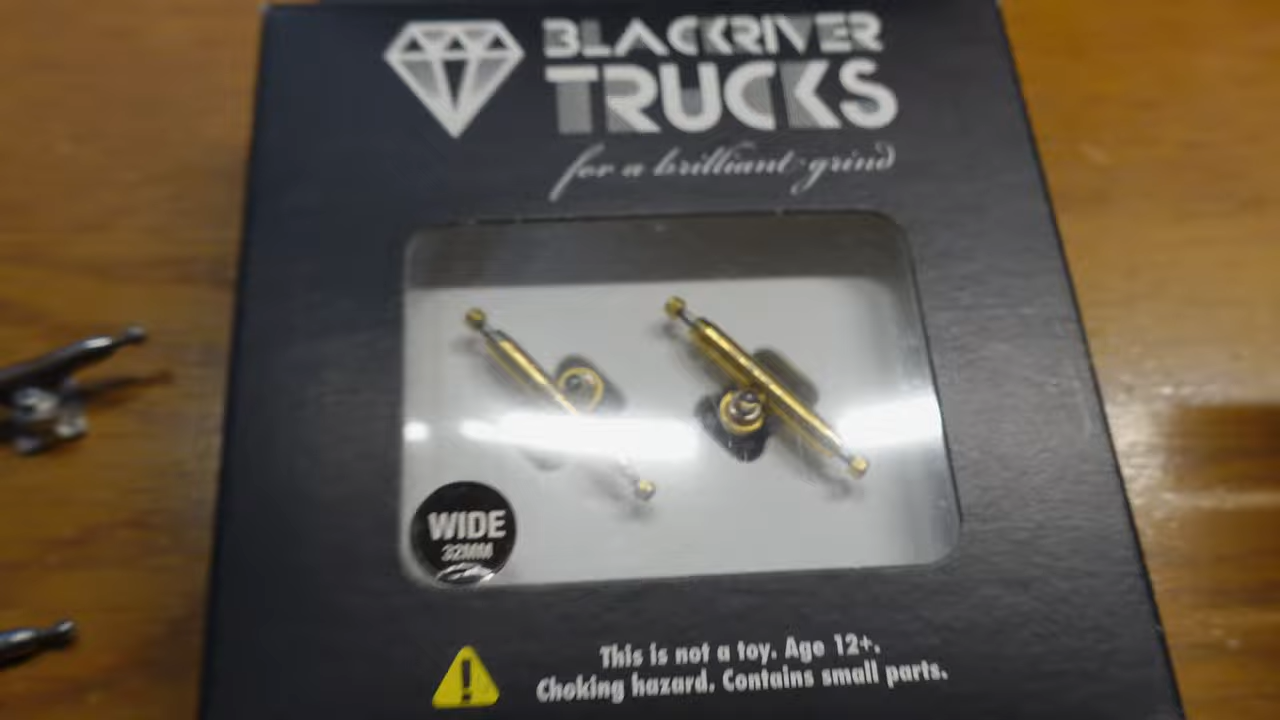 BLACKRIVER
TRUCKS
for a brilliant grind
WIDE
32MM
This is not a toy. Age 12+.
Choking hazard. Contains small parts.